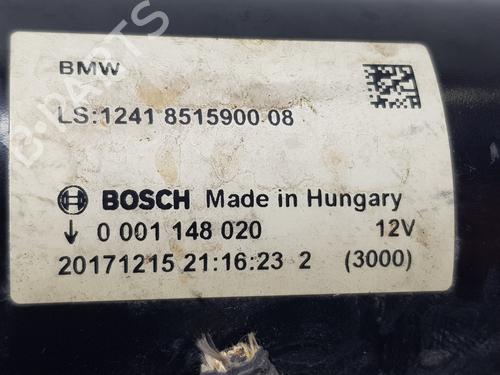 BMW
LS:1241 8515900 08
BOSCH Made in Hungary
↓ 0 001 148 020 12V
20171215 21:16:23 2 (3000)
B-PARTS